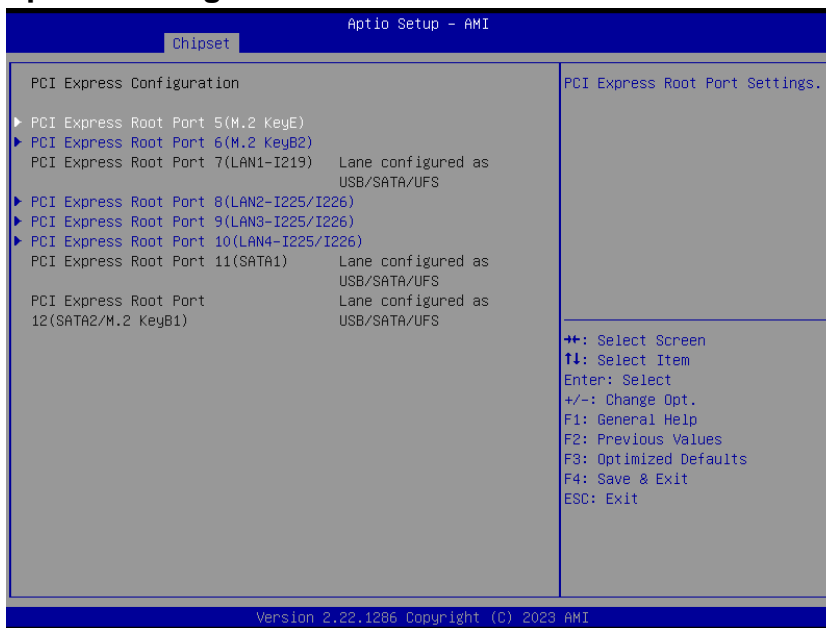 Aptio Setup – AMI
Chipset
PCI Express Configuration
PCI Express Root Port Settings.
PCI Express Root Port 5(M.2 KeyE)
PCI Express Root Port 6(M.2 KeyB2)
PCI Express Root Port 7(LAN1-I219) Lane configured as
USB/SATA/UFS
PCI Express Root Port 8(LAN2-I225/I226)
PCI Express Root Port 9(LAN3-I225/I226)
PCI Express Root Port 10(LAN4-I225/I226)
PCI Express Root Port 11(SATA1) Lane configured as
USB/SATA/UFS
PCI Express Root Port Lane configured as
12(SATA2/M.2 KeyB1) USB/SATA/UFS
→←: Select Screen
↑↓: Select Item
Enter: Select
+/-: Change Opt.
F1: General Help
F2: Previous Values
F3: Optimized Defaults
F4: Save & Exit
ESC: Exit
Version 2.22.1286 Copyright (C) 2023 AMI